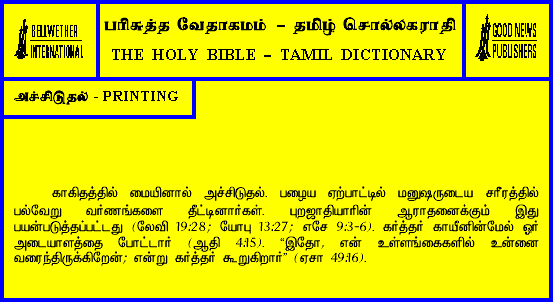 BELLWETHER
INTERNATIONAL
பரிசுத்த வேதாகமம் – தமிழ் சொல்லகராதி
THE HOLY BIBLE – TAMIL DICTIONARY
GOOD NEWS
PUBLISHERS
அச்சிடுதல் - PRINTING
காகிதத்தில் மையினால் அச்சிடுதல். பழைய ஏற்பாட்டில் மனுஷருடைய சரீரத்தில்
பல்வேறு வர்ணங்களை தீட்டினார்கள். புறஜாதியாரின் ஆராதனைக்கும் இது
பயன்படுத்தப்பட்டது (லேவி 19:28; யோபு 13:27; எசே 9:3-6). கர்த்தர் காயீனின்மேல் ஓர்
அடையாளத்தை போட்டார் (ஆதி 4:15). “இதோ, என் உள்ளங்கைகளில் உன்னை
வரைந்திருக்கிறேன்; என்று கர்த்தர் கூறுகிறார்” (ஏசா 49:16).